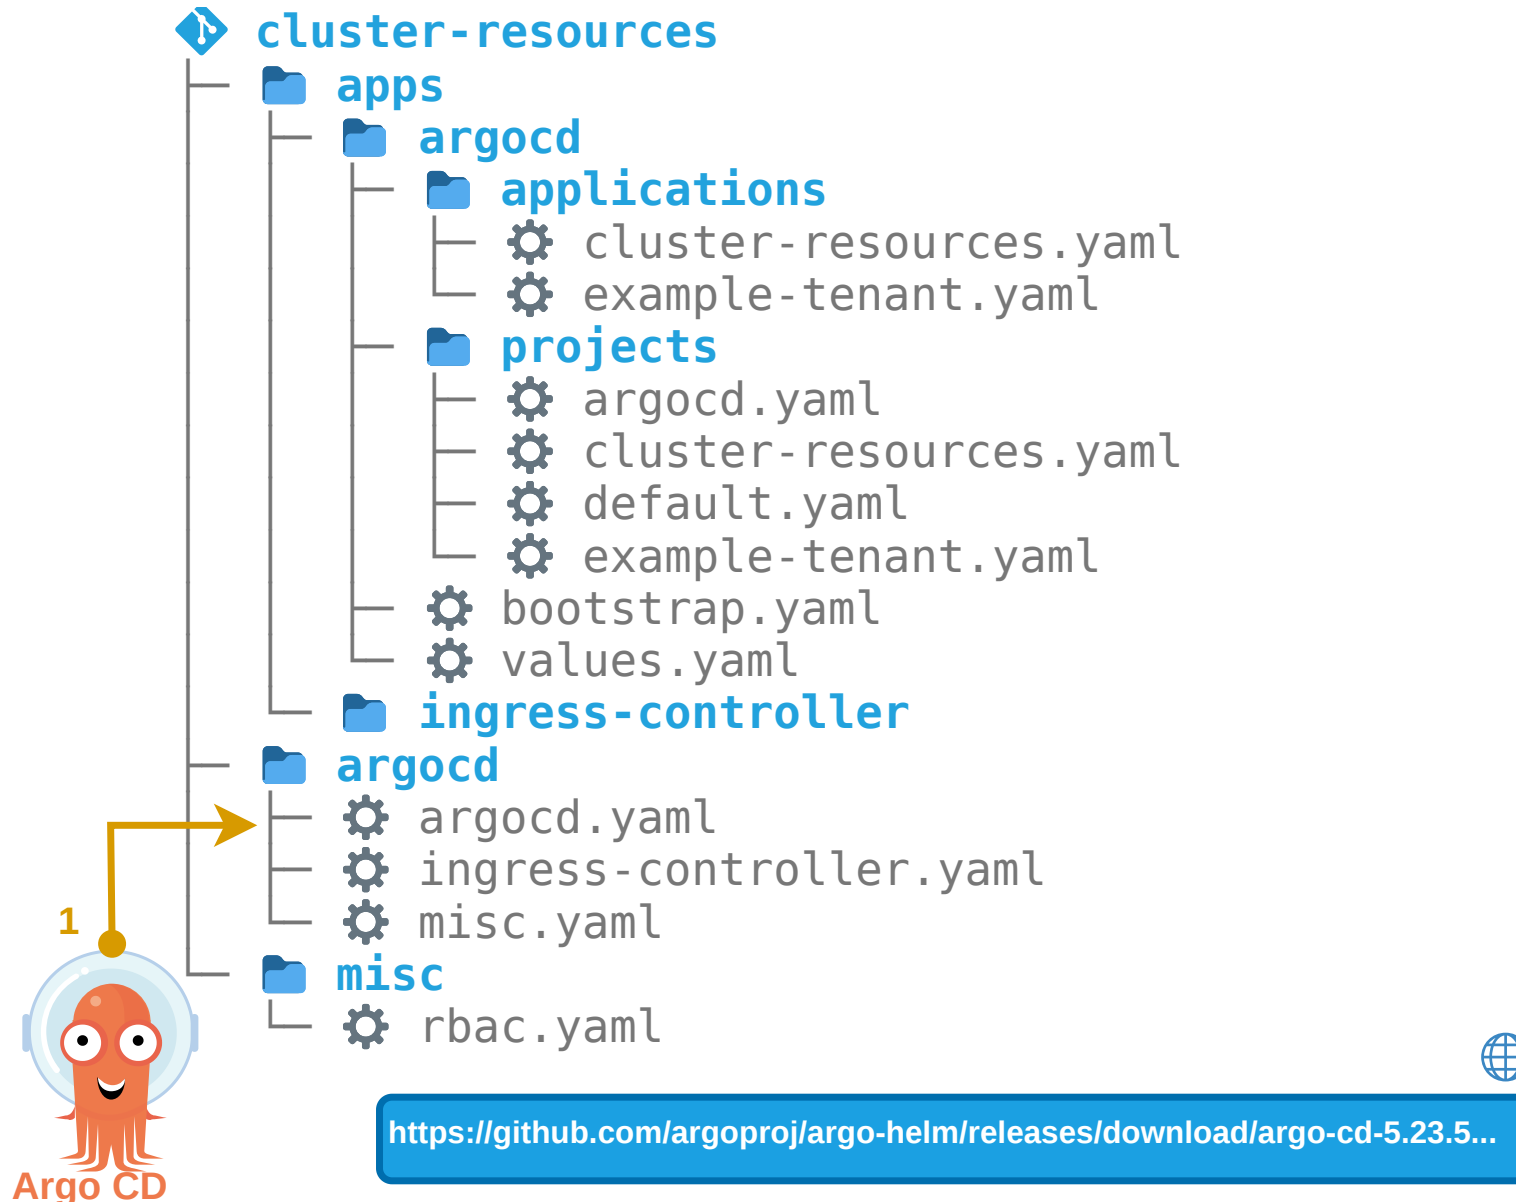 cluster-resources
apps
argocd
applications
cluster-resources.yaml
example-tenant.yaml
projects
argocd.yaml
cluster-resources.yaml
default.yaml
example-tenant.yaml
bootstrap.yaml
values.yaml
ingress-controller
argocd
argocd.yaml
ingress-controller.yaml
1
misc.yaml
misc
rbac.yaml
https://github.com/argoproj/argo-helm/releases/download/argo-cd-5.23.5...
Argo CD